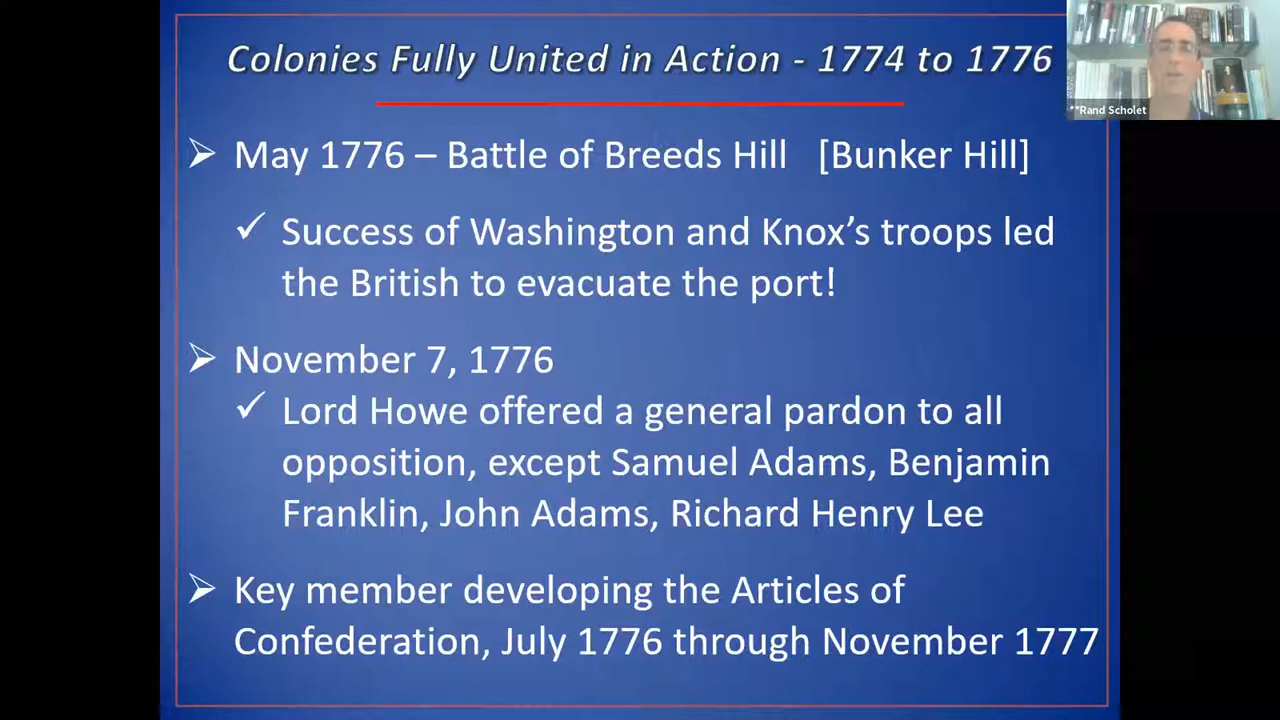 Colonies Fully United in Action - 1774 to 1776
**Rand Scholet
➢ May 1776 – Battle of Breeds Hill [Bunker Hill]
✓ Success of Washington and Knox’s troops led
the British to evacuate the port!
➢ November 7, 1776
✓ Lord Howe offered a general pardon to all
opposition, except Samuel Adams, Benjamin
Franklin, John Adams, Richard Henry Lee
➢ Key member developing the Articles of
Confederation, July 1776 through November 1777